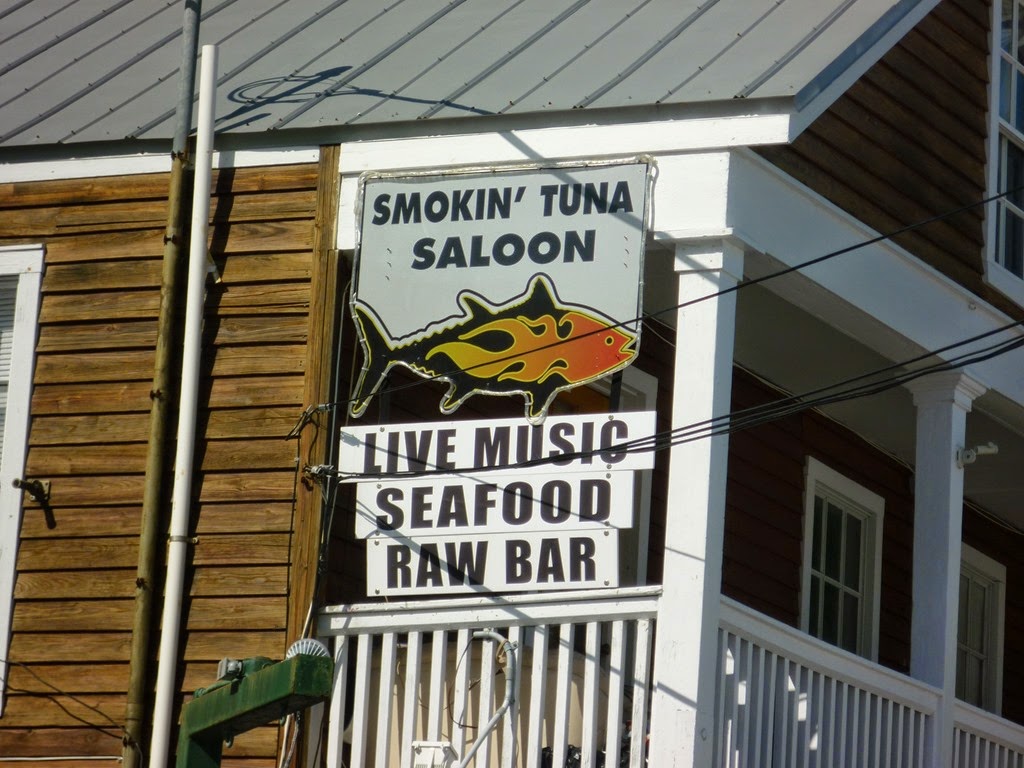 SMOKIN' TUNA
SALOON
LIVE MUSIC
SEAFOOD
RAW BAR